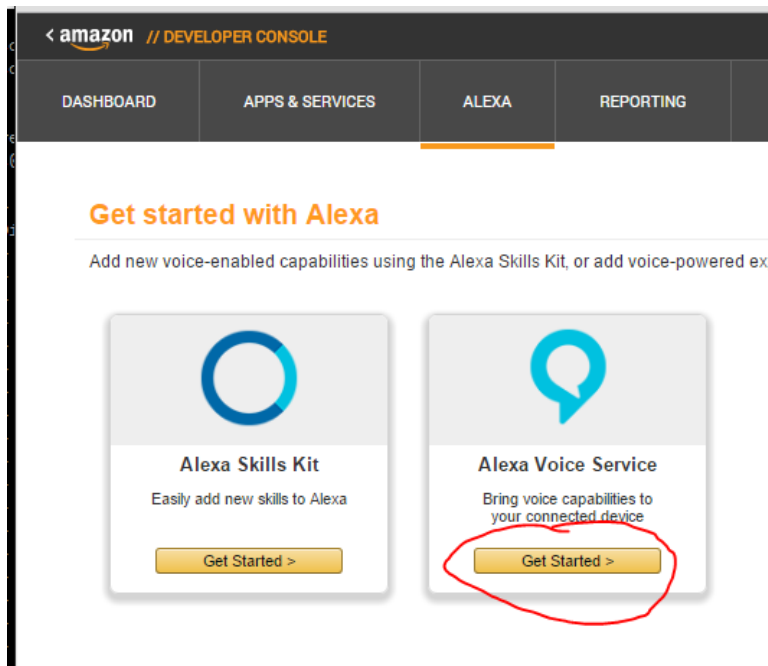 < amazon // DEVELOPER CONSOLE
DASHBOARD APPS & SERVICES ALEXA REPORTING
Get started with Alexa
Add new voice-enabled capabilities using the Alexa Skills Kit, or add voice-powered ex
Alexa Skills Kit
Easily add new skills to Alexa
Get Started >
Alexa Voice Service
Bring voice capabilities to
your connected device
Get Started >